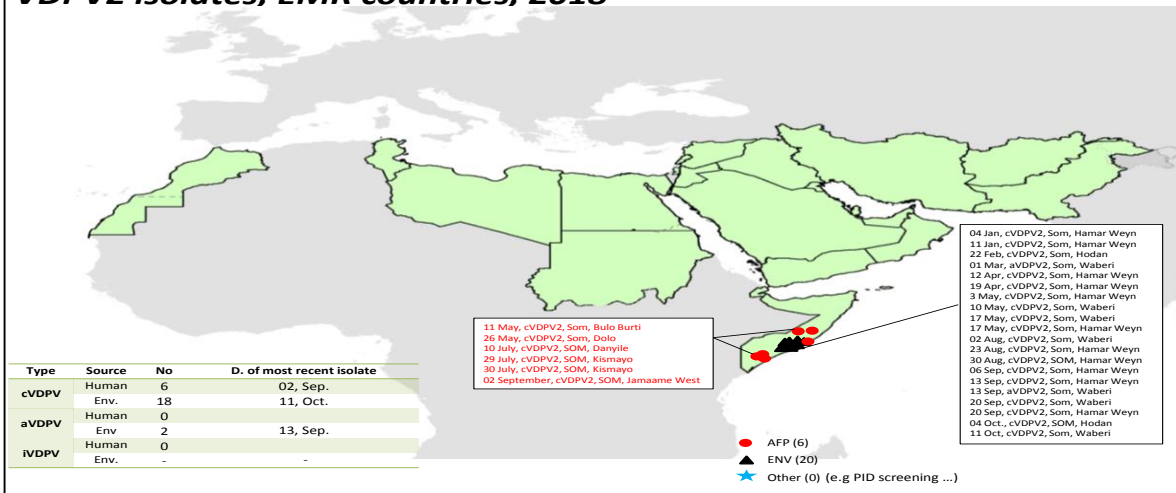 VDPV2 isolates, EMR countries, 2018
04 Jan, cVDPV2, Som, Hamar Weyn
11 Jan, cVDPV2, Som, Hamar Weyn
22 Feb, cVDPV2, Som, Hodan
01 Mar, aVDPV2, Som, Waberi
12 Apr, cVDPV2, Som, Hamar Weyn
19 Apr, cVDPV2, Som, Hamar Weyn
3 May, cVDPV2, Som, Hamar Weyn
10 May, cVDPV2, Som, Waberi
17 May, cVDPV2, Som, Waberi
17 May, cVDPV2, Som, Hamar Weyn
02 Aug, cVDPV2, Som, Waberi
23 Aug, cVDPV2, Som, Hamar Weyn
30 Aug, cVDPV2, SOM, Hamar Weyn
06 Sep, cVDPV2, Som, Hamar Weyn
13 Sep, cVDPV2, Som, Hamar Weyn
13 Sep, aVDPV2, Som, Waberi
20 Sep, cVDPV2, Som, Waberi
20 Sep, cVDPV2, Som, Hamar Weyn
04 Oct., cVDPV2, SOM, Hodan
11 Oct, cVDPV2, Som, Waberi
11 May, cVDPV2, Som, Bulo Burti
26 May, cVDPV2, Som, Dolo
10 July, cVDPV2, SOM, Danyile
29 July, cVDPV2, SOM, Kismayo
30 July, cVDPV2, SOM, Kismayo
02 September, cVDPV2, SOM, Jamaame West
Type Source No D. of most recent isolate
cVDPV Human 6 02, Sep.
Env. 18 11, Oct.
aVDPV Human 0
Env 2 13, Sep.
iVDPV Human 0
Env. - -
AFP (6)
ENV (20)
Other (0) (e.g PID screening ...)